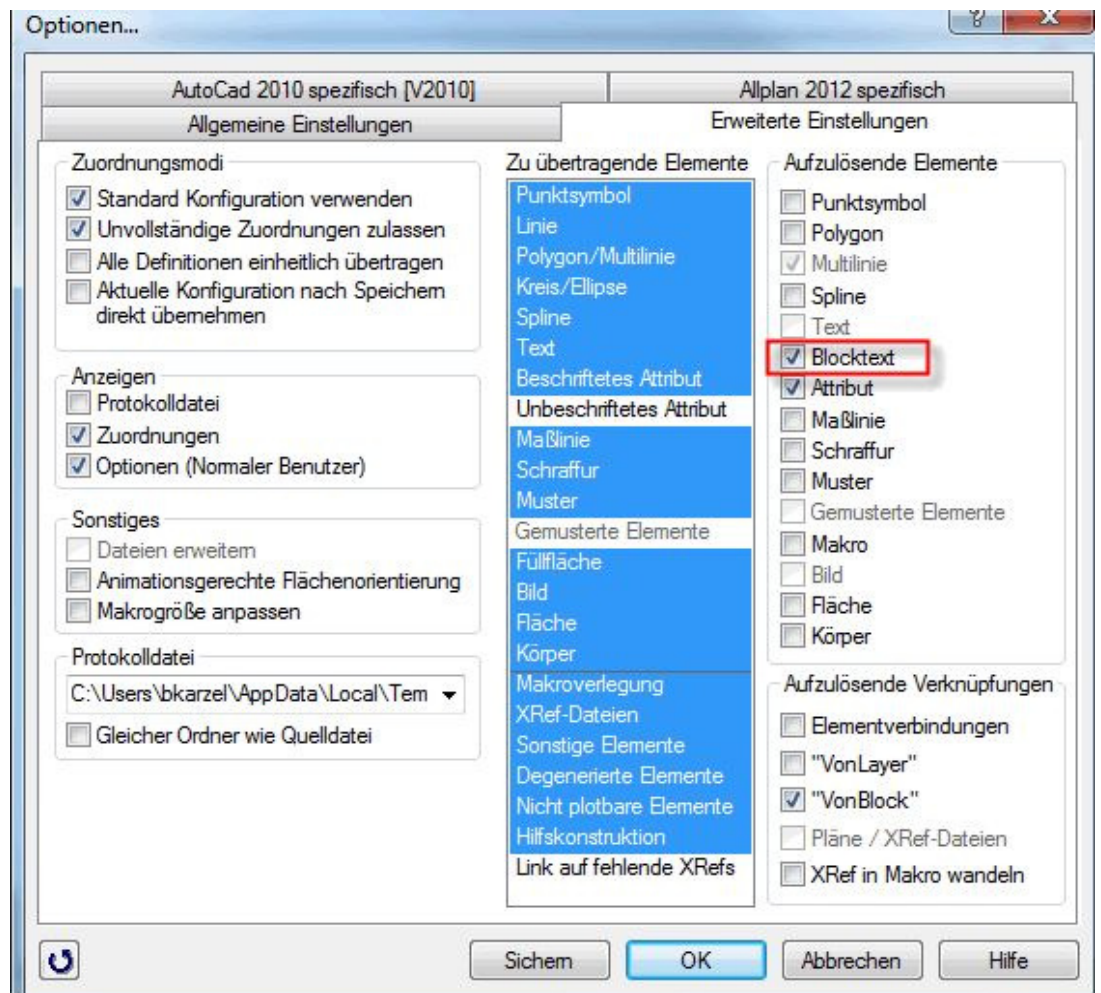 Optionen...
AutoCad 2010 spezifisch [V2010]
Allplan 2012 spezifisch
Allgemeine Einstellungen
Erweiterte Einstellungen
Zuordnungsmodi
Standard Konfiguration verwenden
Unvollständige Zuordnungen zulassen
Alle Definitionen einheitlich übertragen
Aktuelle Konfiguration nach Speichern
direkt übernehmen
Anzeigen
Protokolldatei
Zuordnungen
Optionen (Normaler Benutzer)
Sonstiges
Dateien erweitern
Animationsgerechte Flächenorientierung
Makrogröße anpassen
Protokolldatei
C:\Users\bkarzel\AppData\Local\Tem
Gleicher Ordner wie Quelldatei
Zu übertragende Elemente
Punktsymbol
Linie
Polygon/Multilinie
Kreis/Ellipse
Spline
Text
Beschriftetes Attribut
Unbeschriftetes Attribut
Maßlinie
Schraffur
Muster
Gemusterte Elemente
Füllfläche
Bild
Fläche
Körper
Makroverlegung
XRef-Dateien
Sonstige Elemente
Degenerierte Elemente
Nicht plotbare Elemente
Hilfskonstruktion
Link auf fehlende XRefs
Aufzulösende Elemente
Punktsymbol
Polygon
Multilinie
Spline
Text
Blocktext
Attribut
Maßlinie
Schraffur
Muster
Gemusterte Elemente
Makro
Bild
Fläche
Körper
Aufzulösende Verknüpfungen
Elementverbindungen
"VonLayer"
"VonBlock"
Pläne / XRef-Dateien
XRef in Makro wandeln
Sichern
OK
Abbrechen
Hilfe